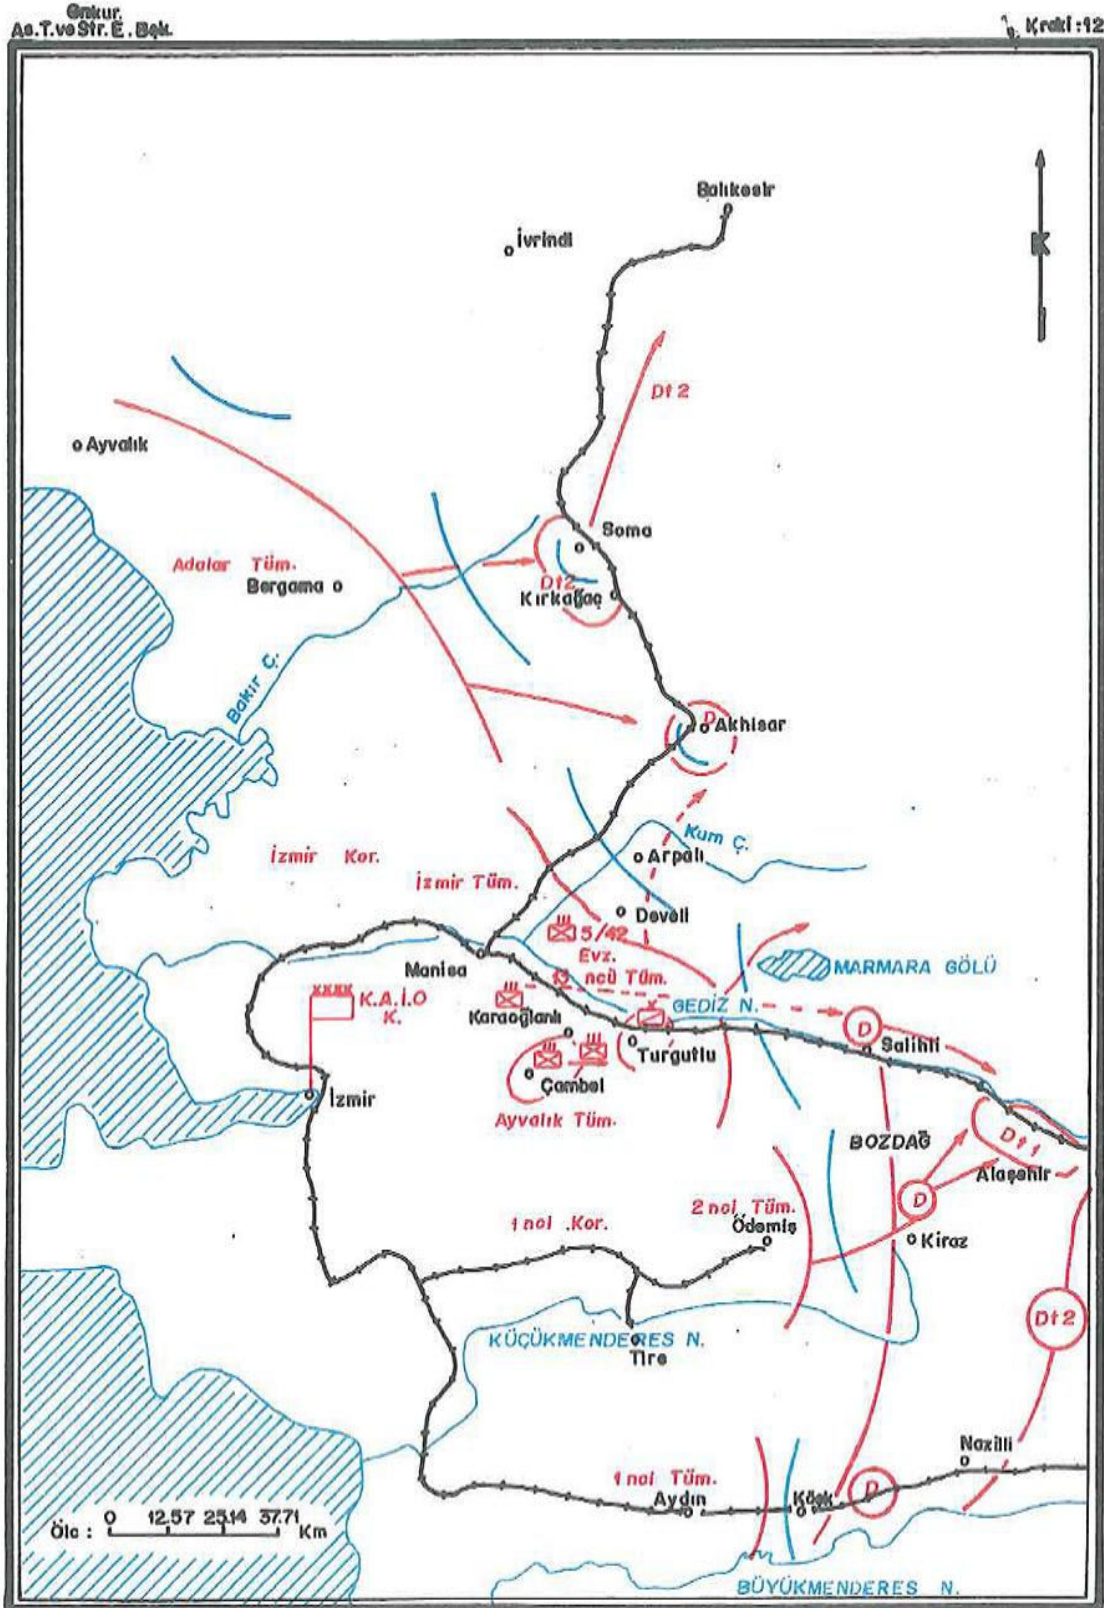 Gnkur.
As.T.ve Str.E.Bşk.
Kroki:12
Balıkesir
İvrindi
K
Dt 2
Ayvalık
Soma
Adalar Tüm.
Bergama
Dt2
Kırkağaç
Bakır Ç.
D
Akhisar
Kum Ç.
İzmir Kor.
Arpalı
İzmir Tüm.
Develi
5/42
Evz.
Manisa
MARMARA GÖLÜ
13 ncü Tüm.
xxxx
K.A.İ.O
K.
GEDİZ N.
Karaoğlanlı
x
D
Turgutlu
Salihli
Çambel
İzmir
Ayvalık Tüm.
BOZDAĞ
Dt 1
Alaşehir
D
2 nci Tüm.
1 nci .Kor.
Ödemiş
Kiraz
Dt 2
KÜÇÜKMENDERES N.
Tire
Nazilli
1 nci Tüm.
D
Aydın
Köşk
Ölç : 0 12.57 25.14 37.71
Km
BÜYÜKMENDERES N.